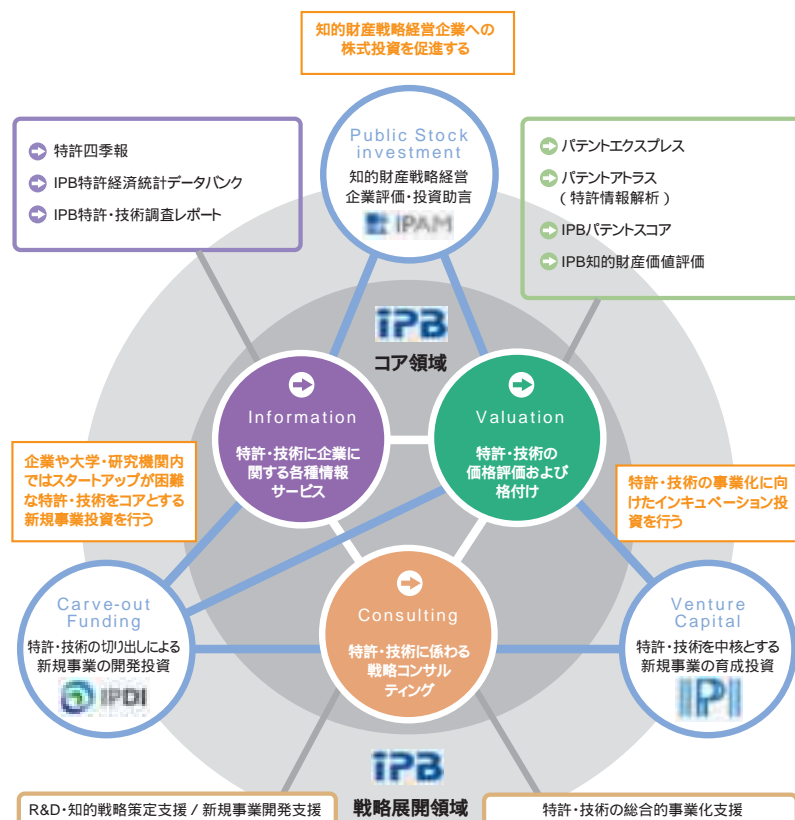 知的財産戦略経営企業への
株式投資を促進する
Public Stock
investment
知的財産戦略経営
企業評価・投資助言
IPAM
特許四季報
IPB特許経済統計データバンク
IPB特許・技術調査レポート
パテントエクスプレス
パテントアトラス
(特許情報解析)
IPBパテントスコア
IPB知的財産価値評価
IPB
コア領域
Information
特許・技術に企業に
関する各種情報
サービス
Valuation
特許・技術の
価格評価および
格付け
企業や大学・研究機関内
ではスタートアップが困難
な特許・技術をコアとする
新規事業投資を行う
特許・技術の事業化に向
けたインキュベーション投
資を行う
Carve-out
Funding
特許・技術の切り出しによる
新規事業の開発投資
IPDI
Consulting
特許・技術に係わる
戦略コンサル
ティング
Venture
Capital
特許・技術を中核とする
新規事業の育成投資
IPI
IPB
戦略展開領域
R&D・知的戦略策定支援 / 新規事業開発支援
特許・技術の総合的事業化支援